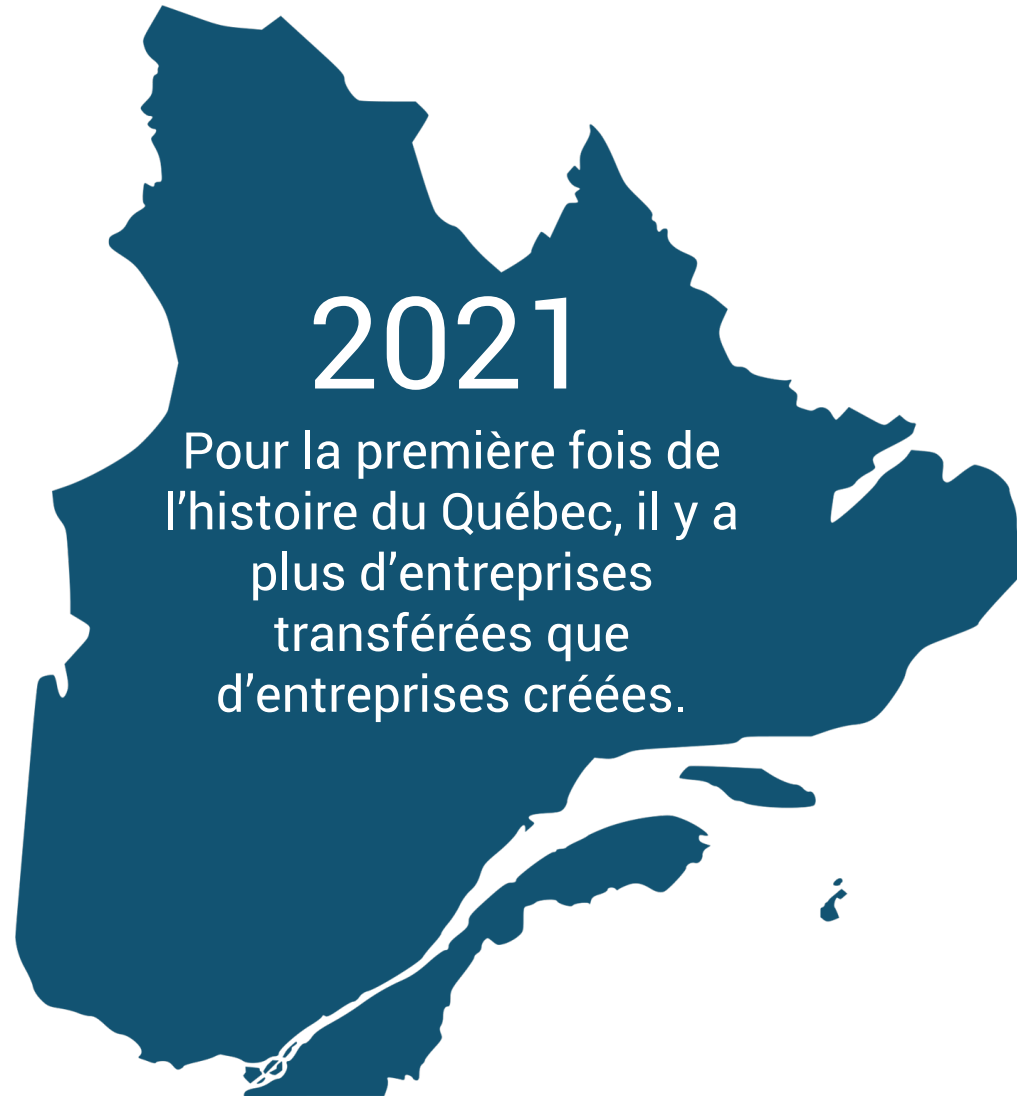 2021
Pour la première fois de
l'histoire du Québec, il y a
plus d'entreprises
transférées que
d'entreprises créées.